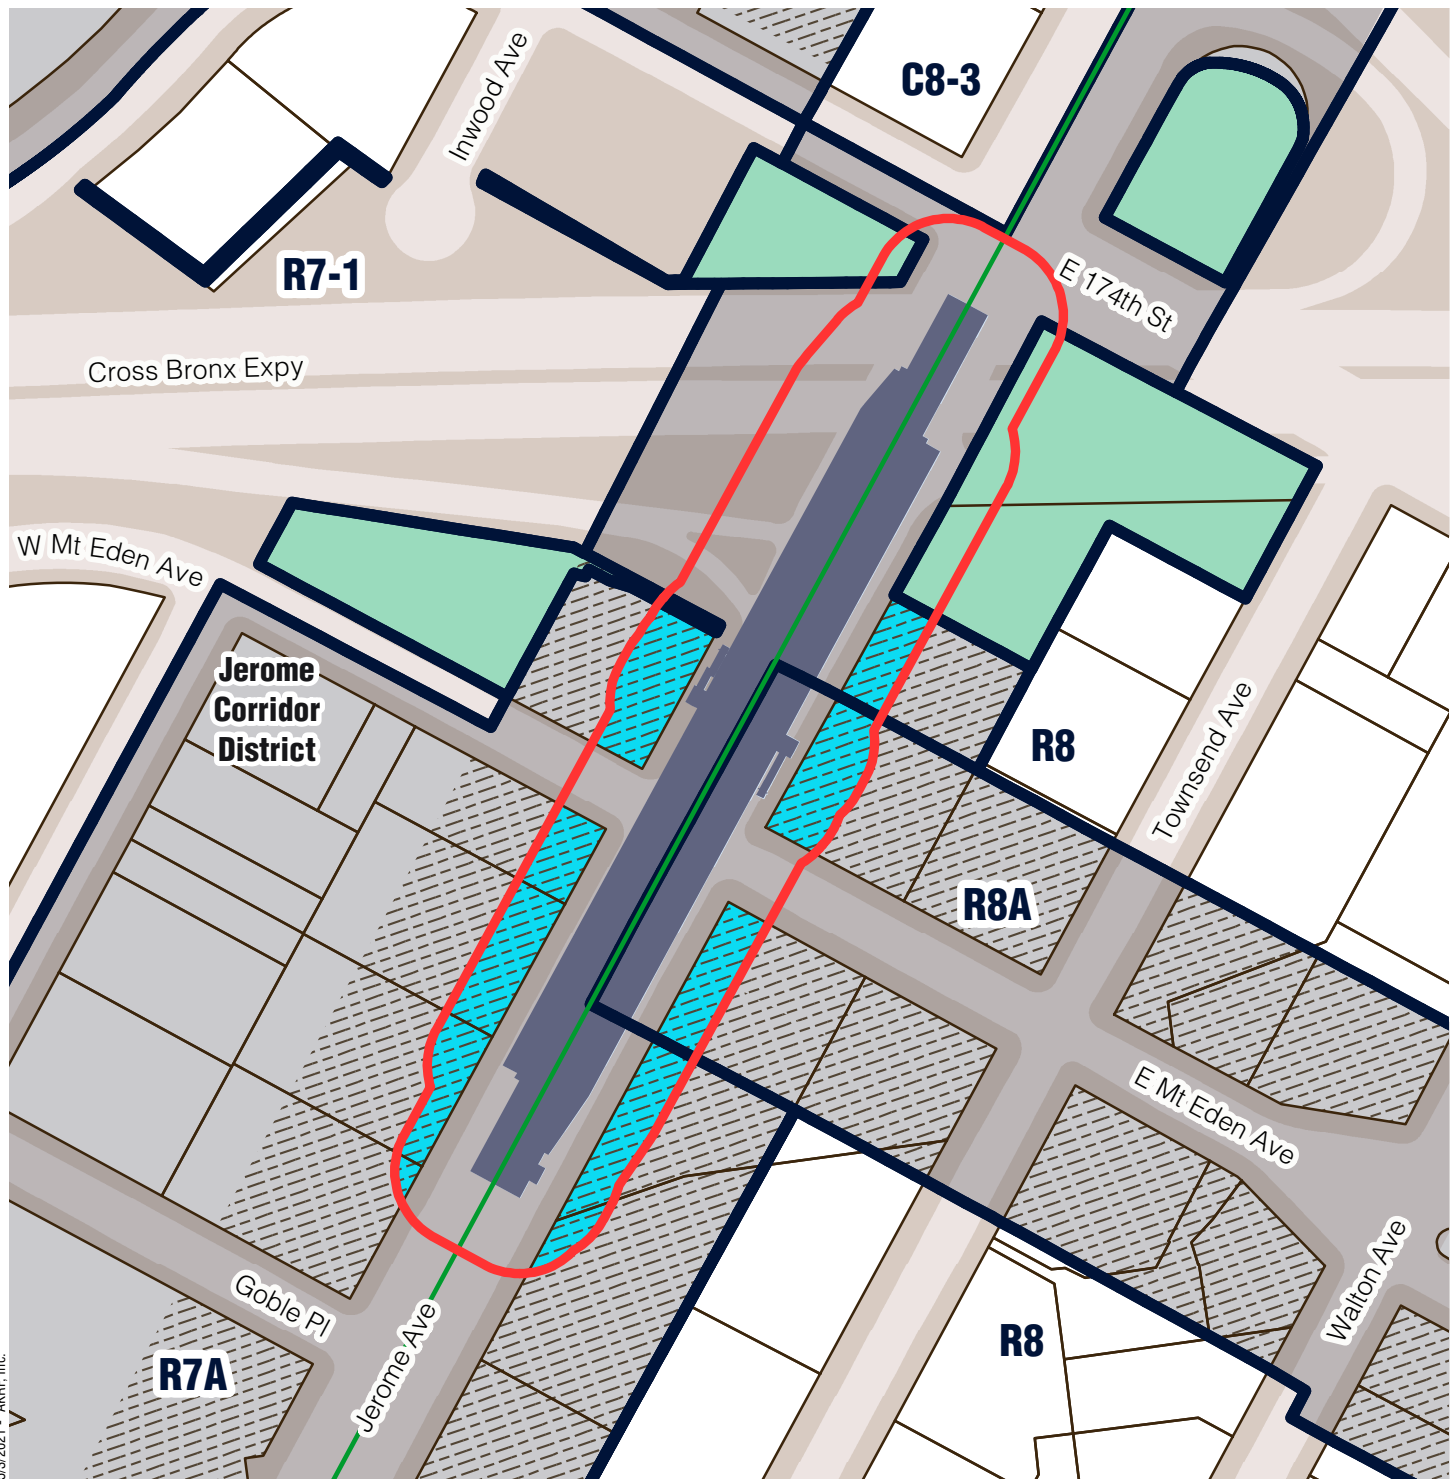 C8-3
Inwood Ave
R7-1
E 174th St
Cross Bronx Expy
W Mt Eden Ave
Jerome
Corridor
District
R8
Townsend Ave
R8A
E Mt Eden Ave
Walton Ave
Goble Pl
R8
Jerome Ave
R7A